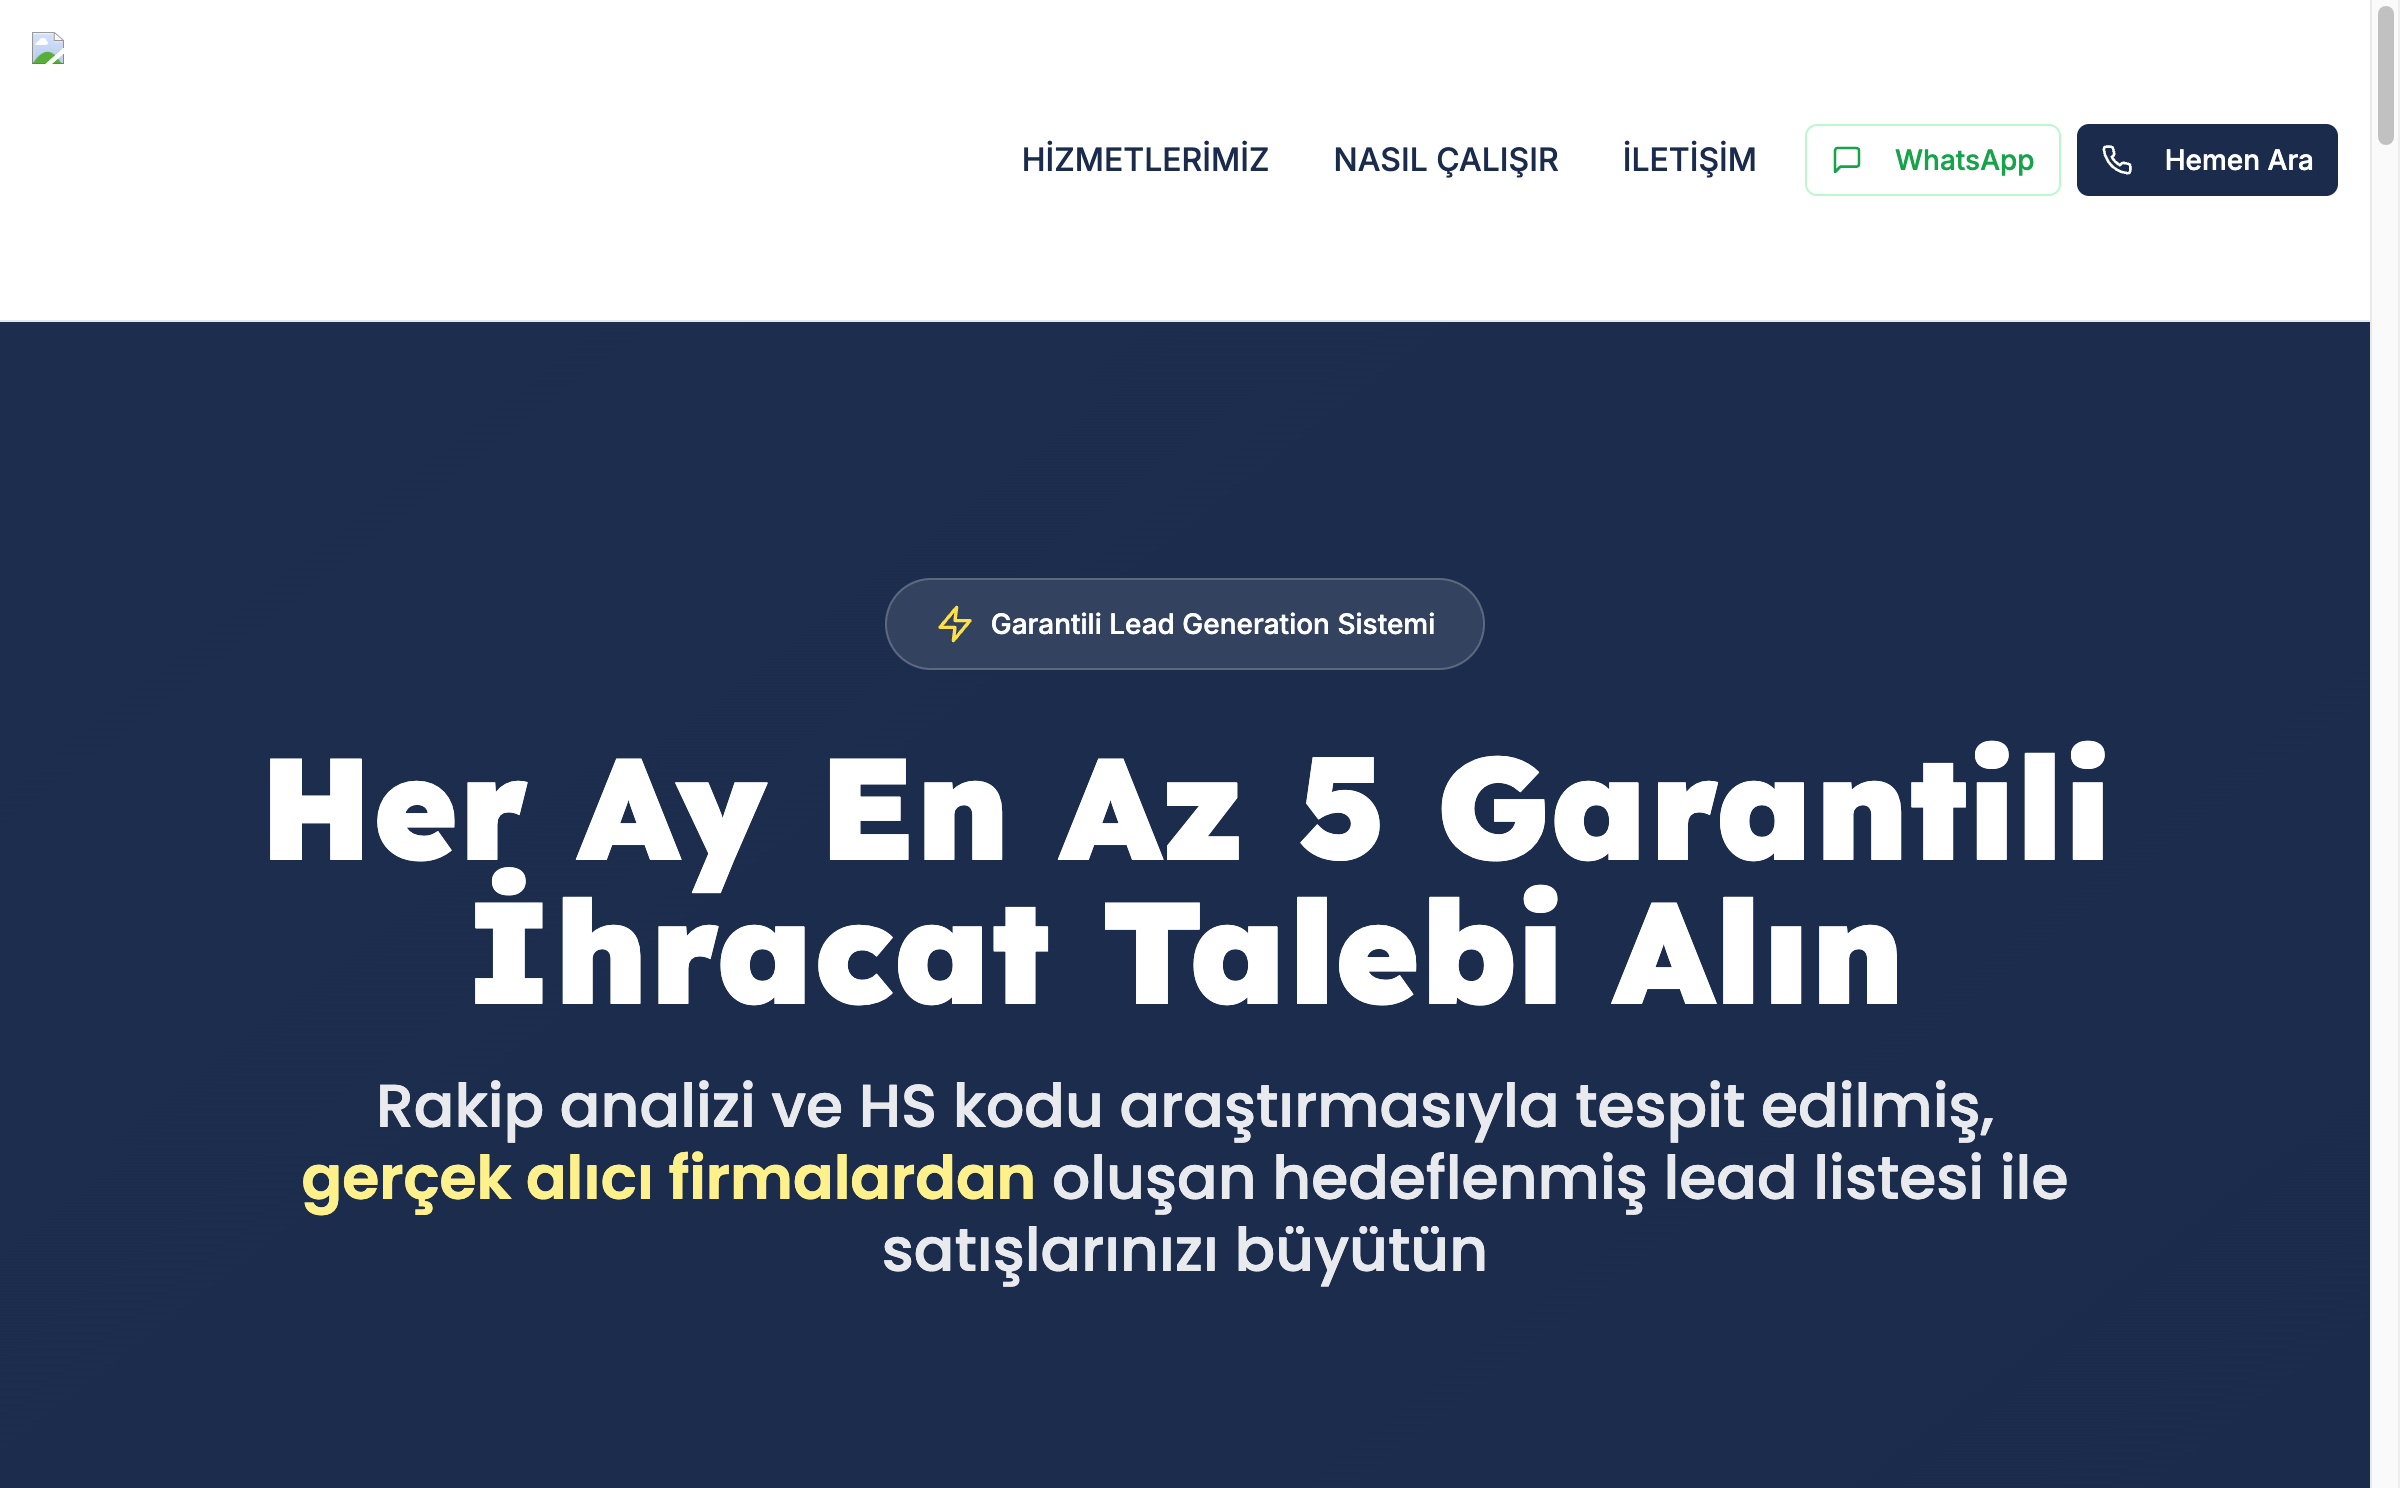 HİZMETLERİMİZ
NASIL ÇALIŞIR
İLETİŞİM
WhatsApp
Hemen Ara
Garantili Lead Generation Sistemi
Her Ay En Az 5 Garantili
İhracat Talebi Alın
Rakip analizi ve HS kodu araştırmasıyla tespit edilmiş,
gerçek alıcı firmalardan oluşan hedeflenmiş lead listesi ile
satışlarınızı büyütün